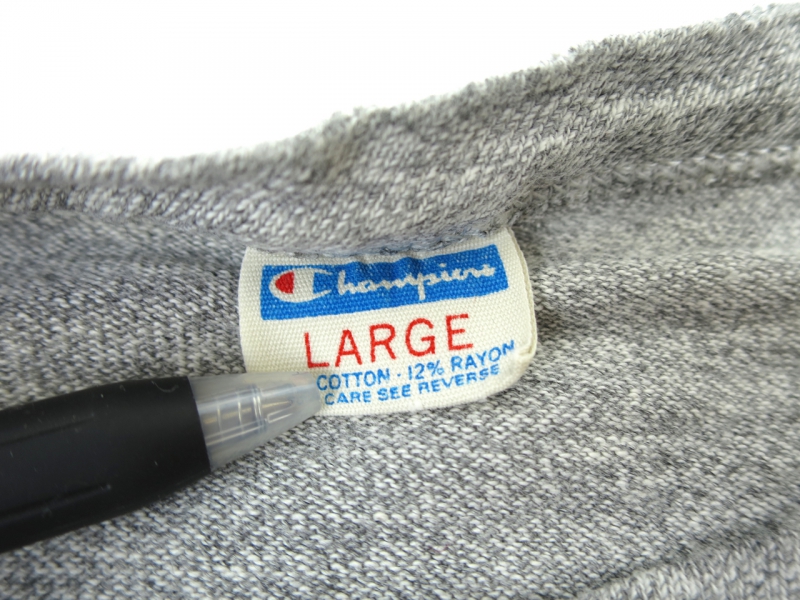 Champion
LARGE
COTTON · 12% RAYON
CARE SEE REVERSE